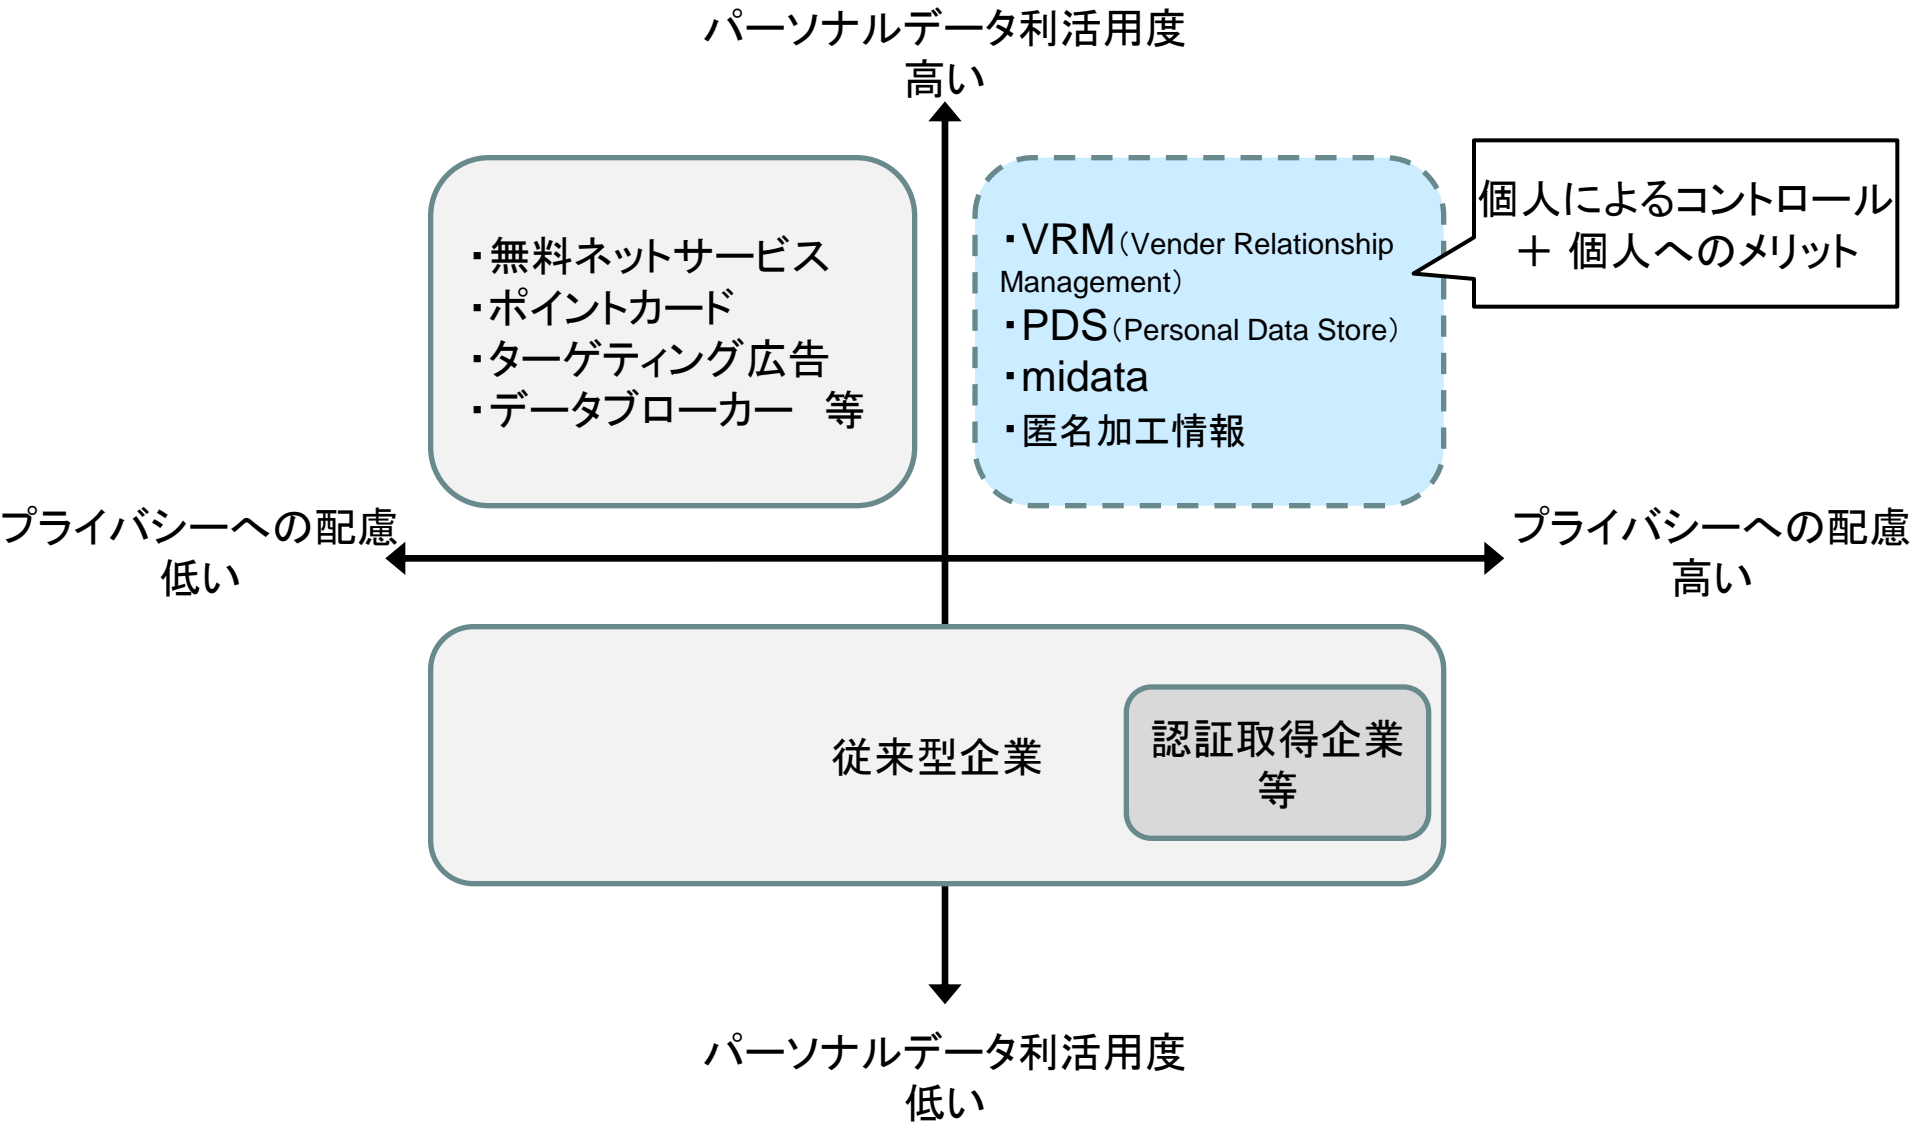 パーソナルデータ利活用度
高い
・無料ネットサービス
・ポイントカード
・ターゲティング広告
・データブローカー　等
・VRM（Vender Relationship
Management）
・PDS（Personal Data Store）
・midata
・匿名加工情報
個人によるコントロール
＋ 個人へのメリット
プライバシーへの配慮
低い
プライバシーへの配慮
高い
従来型企業
認証取得企業
等
パーソナルデータ利活用度
低い